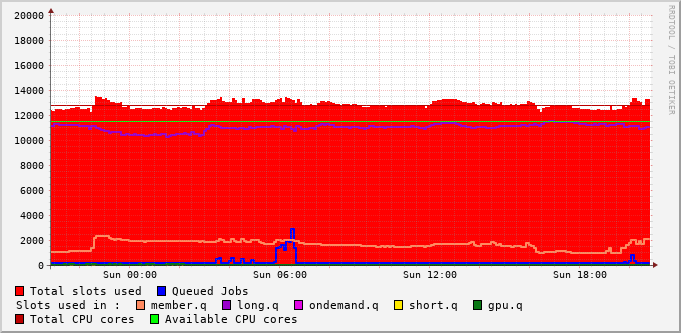 20000
18000
16000
14000
12000
10000
8000
6000
4000
2000
0
Sun 00:00 Sun 06:00 Sun 12:00 Sun 18:00
RRDTOOL / TOBI OETIKER
Total slots used Queued Jobs
Slots used in : member.q long.q ondemand.q short.q gpu.q
Total CPU cores Available CPU cores